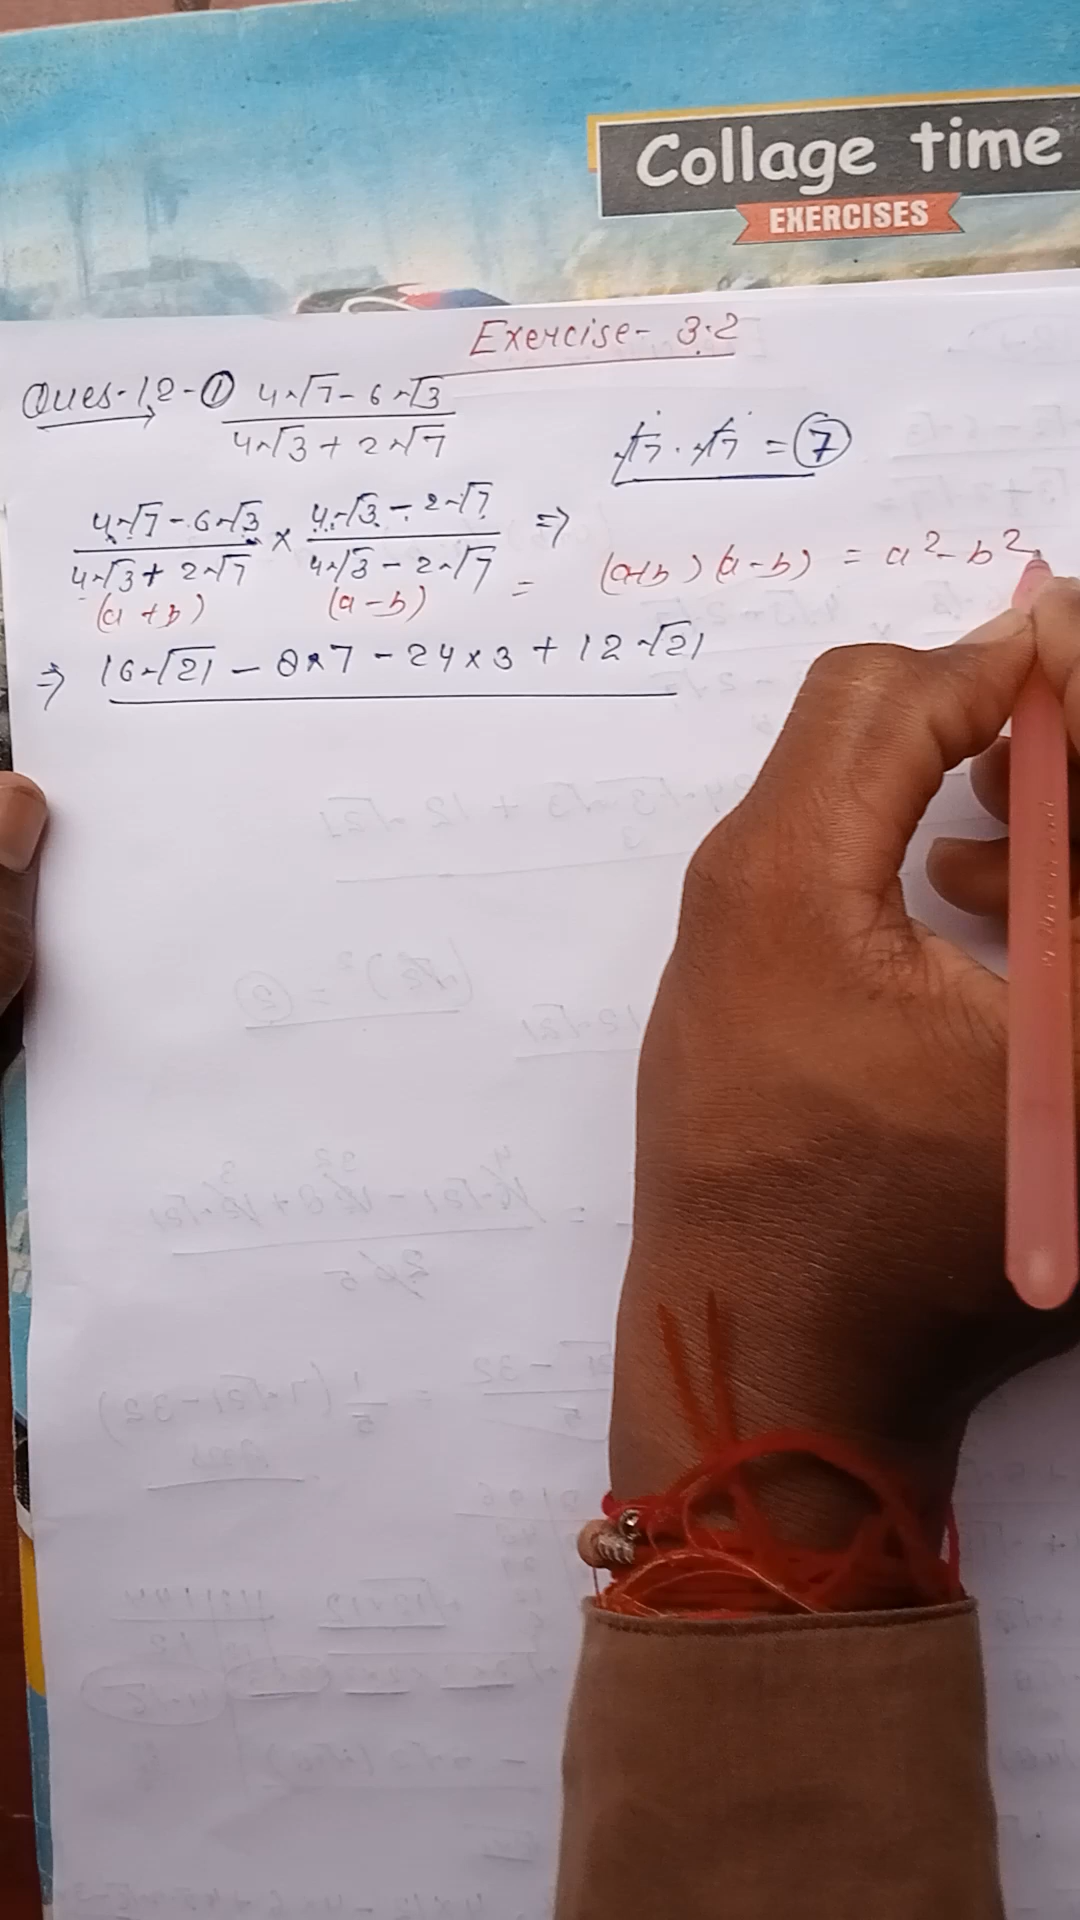 Collage time
EXERCISES
Exercise- 3.2
Ques-12-① 4√7 - 6√3
4√3 + 2√7
√7 . √7 = ⑦
4√7 - 6√3 × 4√3 - 2√7 ⇒
4√3 + 2√7 4√3 - 2√7 =
(a+b) (a-b) = a² - b²
(a + b) (a - b)
⇒ 16√21 - 8×7 - 24×3 + 12√21